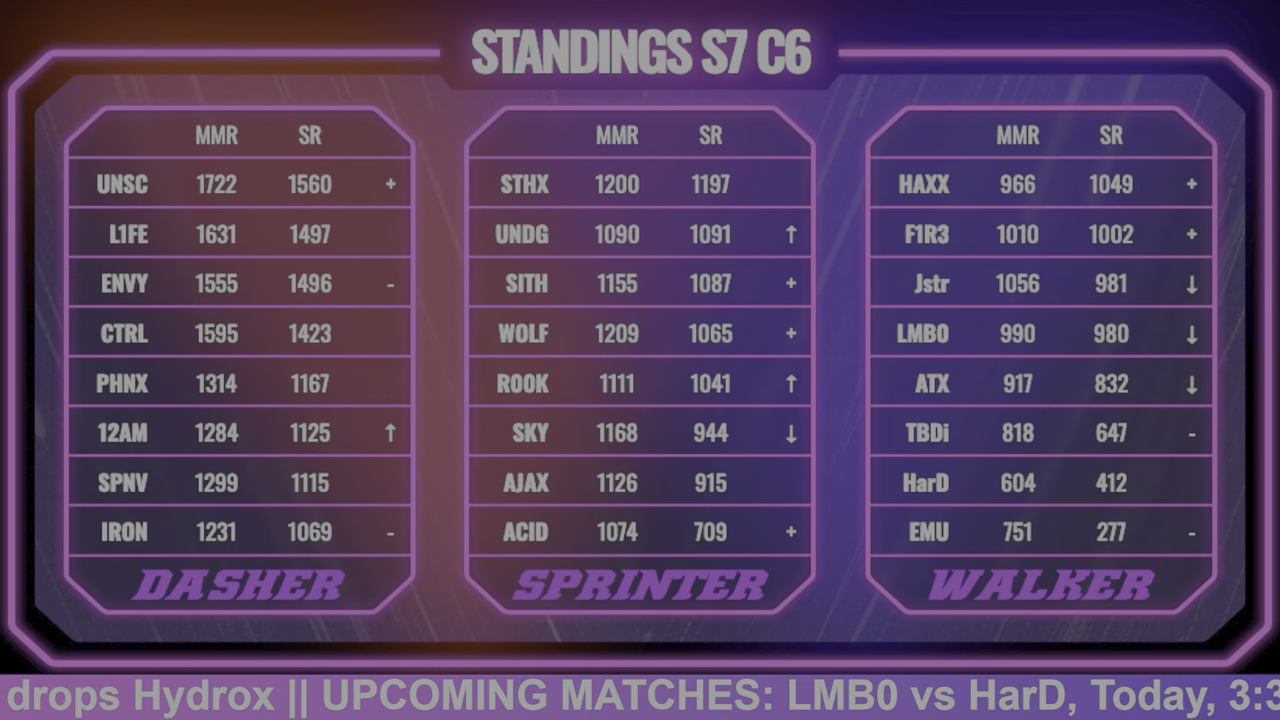 STANDINGS S7 C6
MMR SR
UNSC 1722 1560 +
L1FE 1631 1497
ENVY 1555 1496 -
CTRL 1595 1423
PHNX 1314 1167
12AM 1284 1125 ↑
SPNV 1299 1115
IRON 1231 1069 -
DASHER
MMR SR
STHX 1200 1197
UNDG 1090 1091 ↑
SITH 1155 1087 +
WOLF 1209 1065 +
ROOK 1111 1041 ↑
SKY 1168 944 ↓
AJAX 1126 915
ACID 1074 709 +
SPRINTER
MMR SR
HAXX 966 1049 +
F1R3 1010 1002 +
Jstr 1056 981 ↓
LMB0 990 980 ↓
ATX 917 832 ↓
TBDi 818 647 -
HarD 604 412
EMU 751 277 -
WALKER
drops Hydrox || UPCOMING MATCHES: LMB0 vs HarD, Today, 3:3